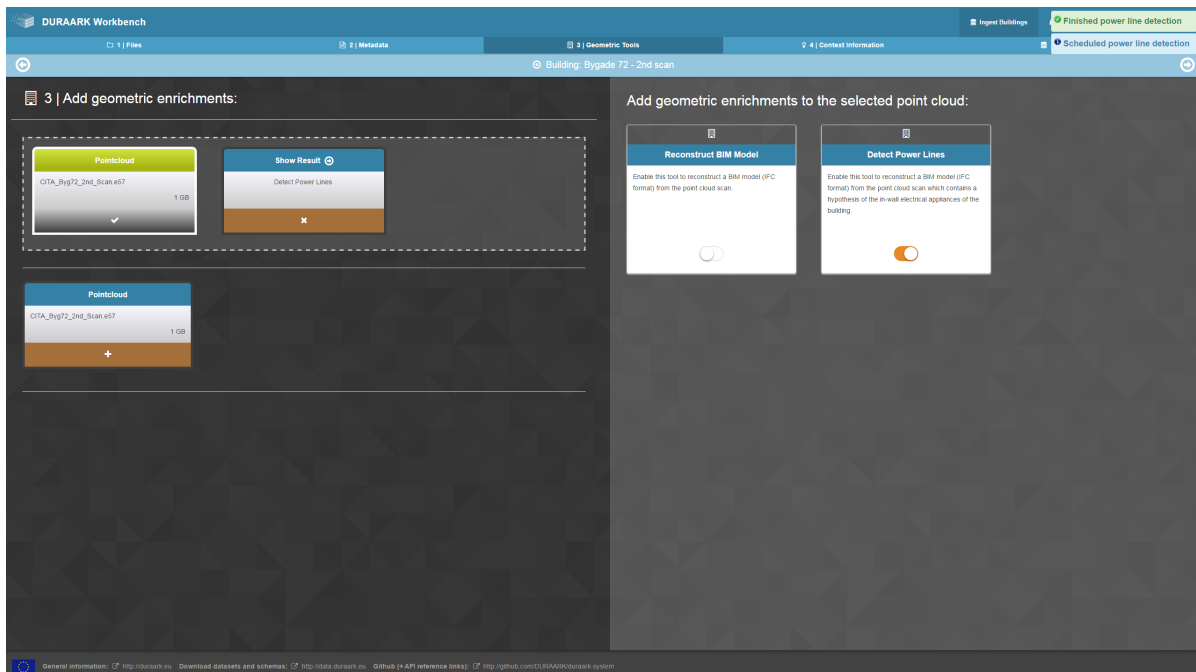 DURAARK Workbench
Ingest Buildings
Finished power line detection
1 | Files
2 | Metadata
3 | Geometric Tools
4 | Context Information
Scheduled power line detection
Building: Bygade 72 - 2nd scan
3 | Add geometric enrichments:
Add geometric enrichments to the selected point cloud:
Pointcloud
CITA_Byg72_2nd_Scan.e57
1 GB
Show Result
Detect Power Lines
Reconstruct BIM Model
Enable this tool to reconstruct a BIM model (IFC
format) from the point cloud scan.
Detect Power Lines
Enable this tool to reconstruct a BIM model (IFC
format) from the point cloud scan which contains a
hypothesis of the in-wall electrical appliances of the
building.
Pointcloud
CITA_Byg72_2nd_Scan.e57
1 GB
General information: http://duraark.eu Download datasets and schemas: http://data.duraark.eu Github (+ API reference links): http://github.com/DURAARK/duraark-system